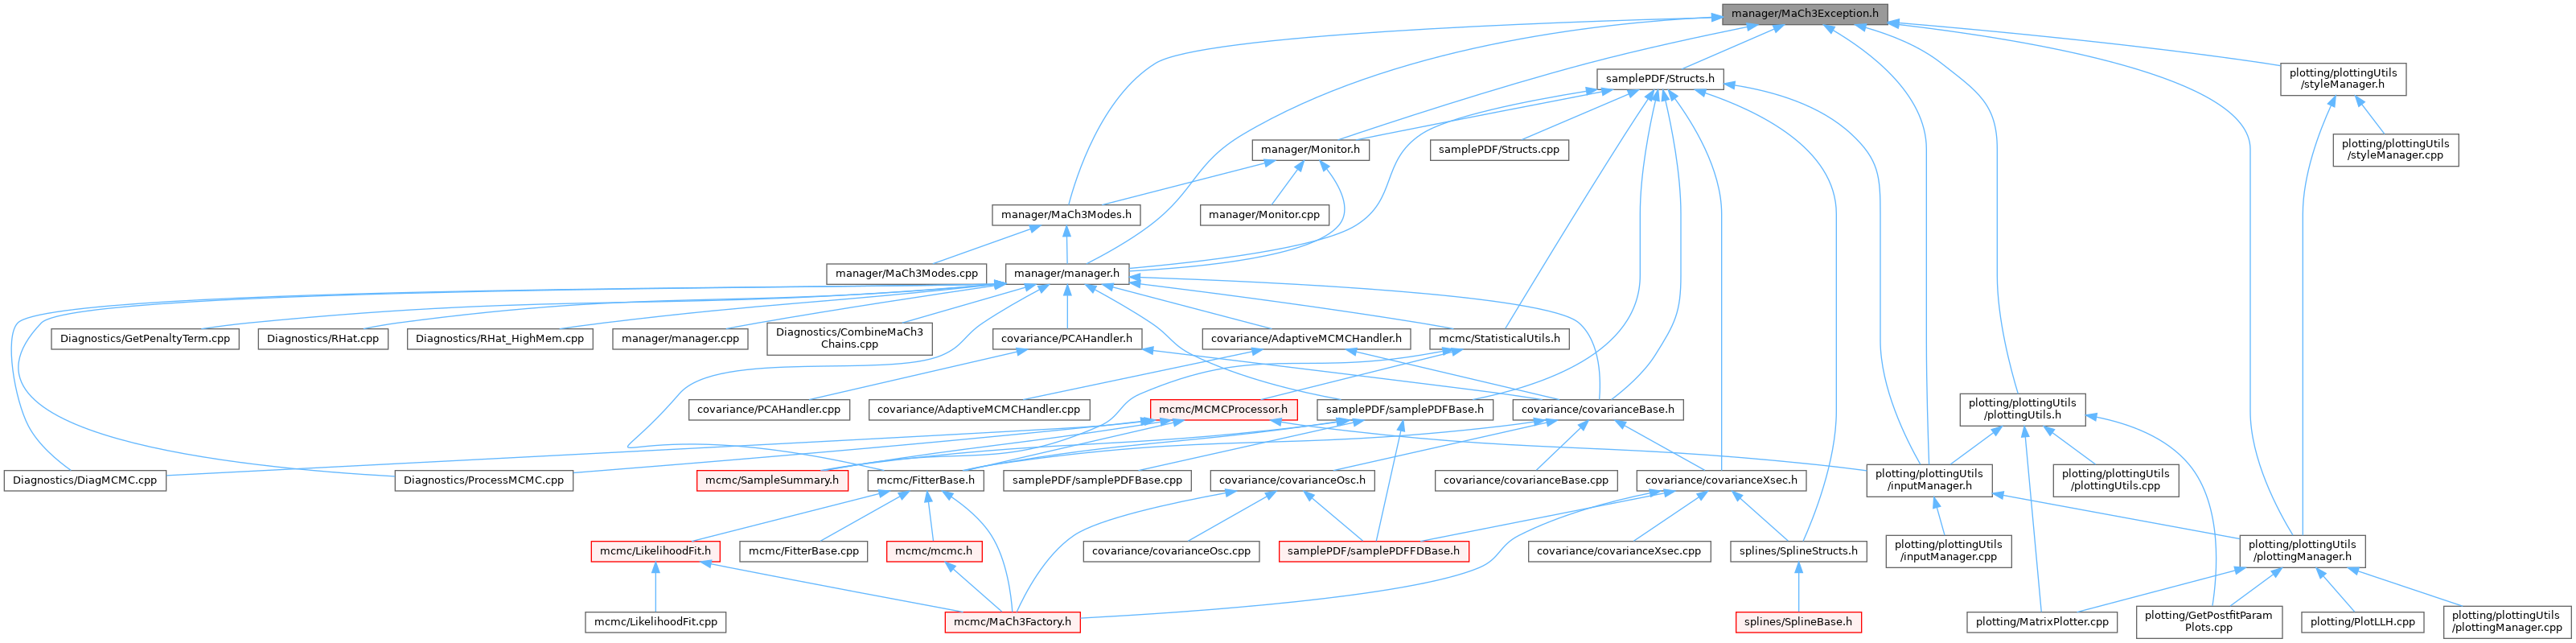 manager/MaCh3Exception.h
samplePDF/Structs.h
plotting/plottingUtils
/styleManager.h
manager/Monitor.h
samplePDF/Structs.cpp
plotting/plottingUtils
/styleManager.cpp
manager/MaCh3Modes.h
manager/Monitor.cpp
manager/MaCh3Modes.cpp
manager/manager.h
Diagnostics/GetPenaltyTerm.cpp
Diagnostics/RHat.cpp
Diagnostics/RHat_HighMem.cpp
manager/manager.cpp
Diagnostics/CombineMaCh3
Chains.cpp
covariance/PCAHandler.h
covariance/AdaptiveMCMCHandler.h
mcmc/StatisticalUtils.h
covariance/PCAHandler.cpp
covariance/AdaptiveMCMCHandler.cpp
mcmc/MCMCProcessor.h
samplePDF/samplePDFBase.h
covariance/covarianceBase.h
plotting/plottingUtils
/plottingUtils.h
Diagnostics/DiagMCMC.cpp
Diagnostics/ProcessMCMC.cpp
mcmc/SampleSummary.h
mcmc/FitterBase.h
samplePDF/samplePDFBase.cpp
covariance/covarianceOsc.h
covariance/covarianceBase.cpp
covariance/covarianceXsec.h
plotting/plottingUtils
/inputManager.h
plotting/plottingUtils
/plottingUtils.cpp
mcmc/LikelihoodFit.h
mcmc/FitterBase.cpp
mcmc/mcmc.h
covariance/covarianceOsc.cpp
samplePDF/samplePDFFDBase.h
covariance/covarianceXsec.cpp
splines/SplineStructs.h
plotting/plottingUtils
/inputManager.cpp
plotting/plottingUtils
/plottingManager.h
mcmc/LikelihoodFit.cpp
mcmc/MaCh3Factory.h
splines/SplineBase.h
plotting/MatrixPlotter.cpp
plotting/GetPostfitParam
Plots.cpp
plotting/PlotLLH.cpp
plotting/plottingUtils
/plottingManager.cpp